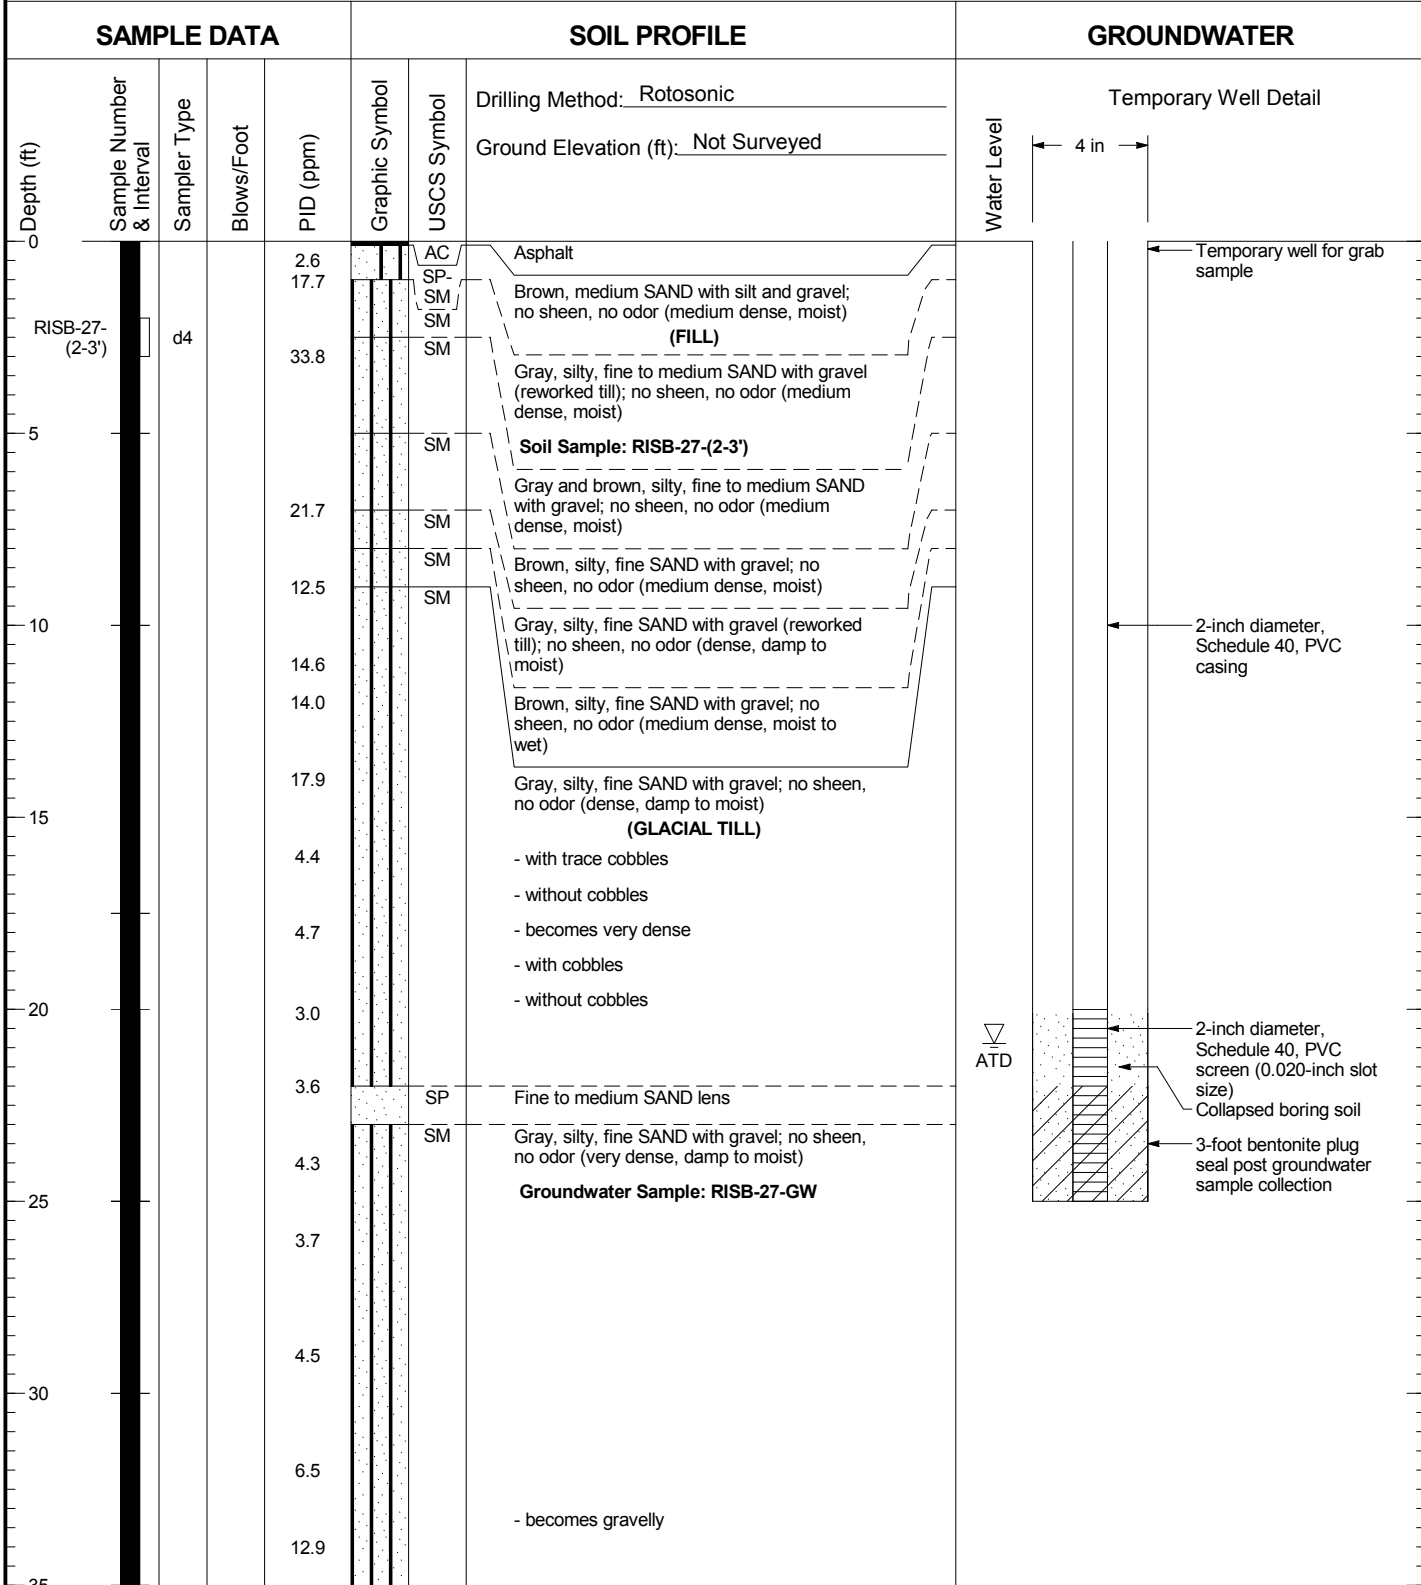 SAMPLE DATA
SOIL PROFILE
GROUNDWATER
Depth (ft)
Sample Number
& Interval
Sampler Type
Blows/Foot
PID (ppm)
Graphic Symbol
USCS Symbol
Drilling Method: Rotosonic
Ground Elevation (ft): Not Surveyed
Water Level
Temporary Well Detail
4 in
0
5
10
15
20
25
30
35
RISB-27-
(2-3')
d4
2.6
17.7
33.8
21.7
12.5
14.6
14.0
17.9
4.4
4.7
3.0
3.6
4.3
3.7
4.5
6.5
12.9
AC
SP-
SM
SM
SM
SM
SM
SM
SM
SP
SM
Asphalt
Brown, medium SAND with silt and gravel;
no sheen, no odor (medium dense, moist)
(FILL)
Gray, silty, fine to medium SAND with gravel
(reworked till); no sheen, no odor (medium
dense, moist)
Soil Sample: RISB-27-(2-3')
Gray and brown, silty, fine to medium SAND
with gravel; no sheen, no odor (medium
dense, moist)
Brown, silty, fine SAND with gravel; no
sheen, no odor (medium dense, moist)
Gray, silty, fine SAND with gravel (reworked
till); no sheen, no odor (dense, damp to
moist)
Brown, silty, fine SAND with gravel; no
sheen, no odor (medium dense, moist to
wet)
Gray, silty, fine SAND with gravel; no sheen,
no odor (dense, damp to moist)
(GLACIAL TILL)
- with trace cobbles
- without cobbles
- becomes very dense
- with cobbles
- without cobbles
Fine to medium SAND lens
Gray, silty, fine SAND with gravel; no sheen,
no odor (very dense, damp to moist)
Groundwater Sample: RISB-27-GW
- becomes gravelly
ATD
Temporary well for grab
sample
2-inch diameter,
Schedule 40, PVC
casing
2-inch diameter,
Schedule 40, PVC
screen (0.020-inch slot
size)
Collapsed boring soil
3-foot bentonite plug
seal post groundwater
sample collection